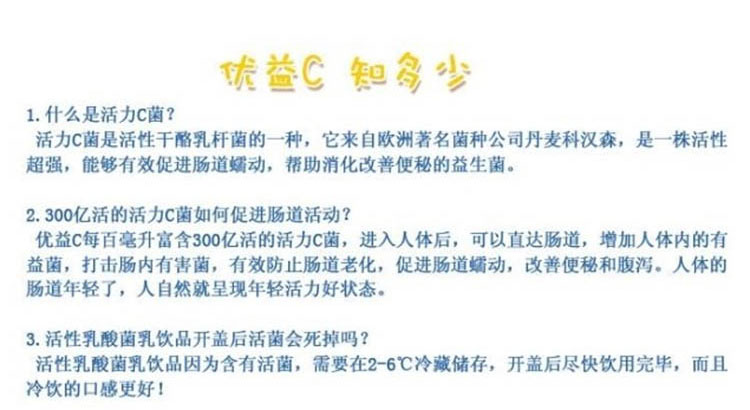 优益C 知多少
1.什么是活力C菌？
活力C菌是活性干酪乳杆菌的一种，它来自欧洲著名菌种公司丹麦科汉森，是一株活性
超强，能够有效促进肠道蠕动，帮助消化改善便秘的益生菌。
2.300亿活的活力C菌如何促进肠道活动？
优益C每百毫升富含300亿活的活力C菌，进入人体后，可以直达肠道，增加人体内的有
益菌，打击肠内有害菌，有效防止肠道老化，促进肠道蠕动，改善便秘和腹泻。人体的
肠道年轻了，人自然就呈现年轻活力好状态。
3.活性乳酸菌乳饮品开盖后活菌会死掉吗？
活性乳酸菌乳饮品因为含有活菌，需要在2-6℃冷藏储存，开盖后尽快饮用完毕，而且
冷饮的口感更好！